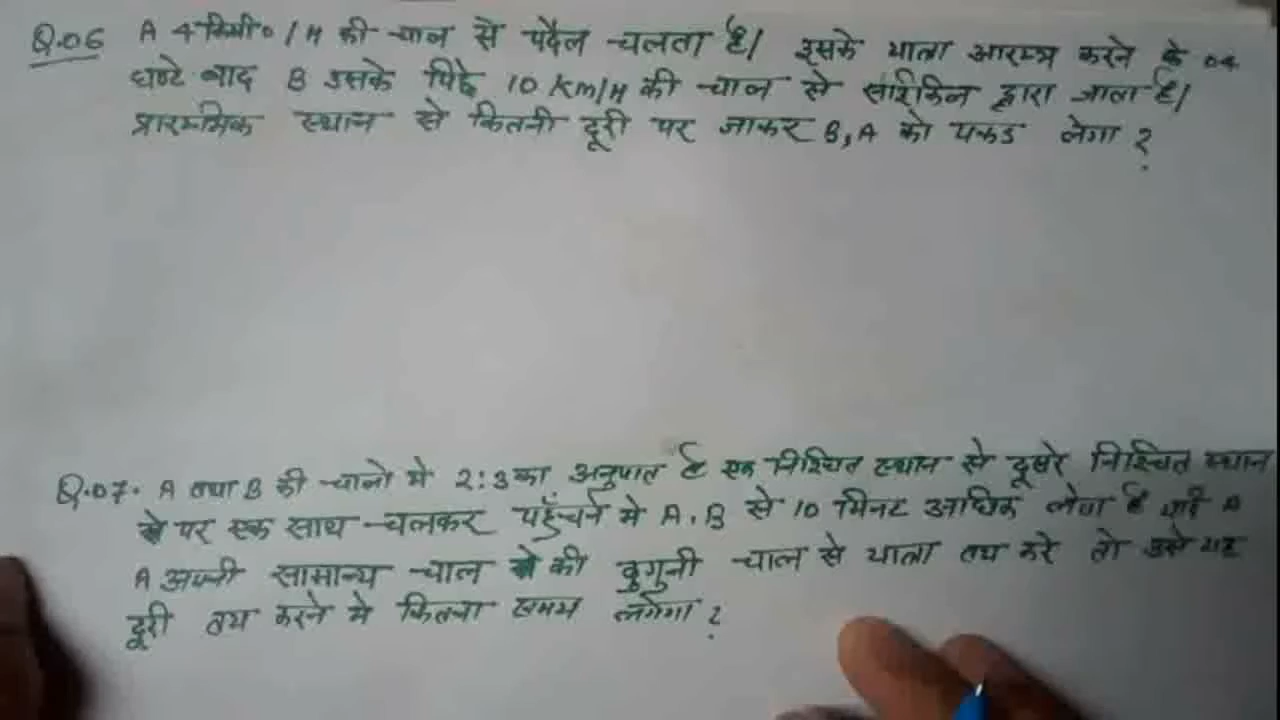 Q.06 A 4 किमी० / H की चाल से पैदल चलता है। इसके यात्रा आरम्भ करने के 04
घण्टे बाद B उसके पिछे 10 Km/H की चाल से साईकिल द्वारा जाता है।
प्रारम्भिक स्थान से कितनी दूरी पर जाकर B, A को पकड लेगा ?
Q.07. A तथा B की चालो मे 2:3 का अनुपात है एक निश्चित स्थान से दूसरे निश्चित स्थान
पर एक साथ चलकर पहुँचने मे A, B से 10 मिनट अधिक लेता है यदि A
A अपनी सामान्य चाल की दुगुनी चाल से यात्रा तय करे तो उसे यह
दूरी तय करने मे कितना समय लगेगा ?